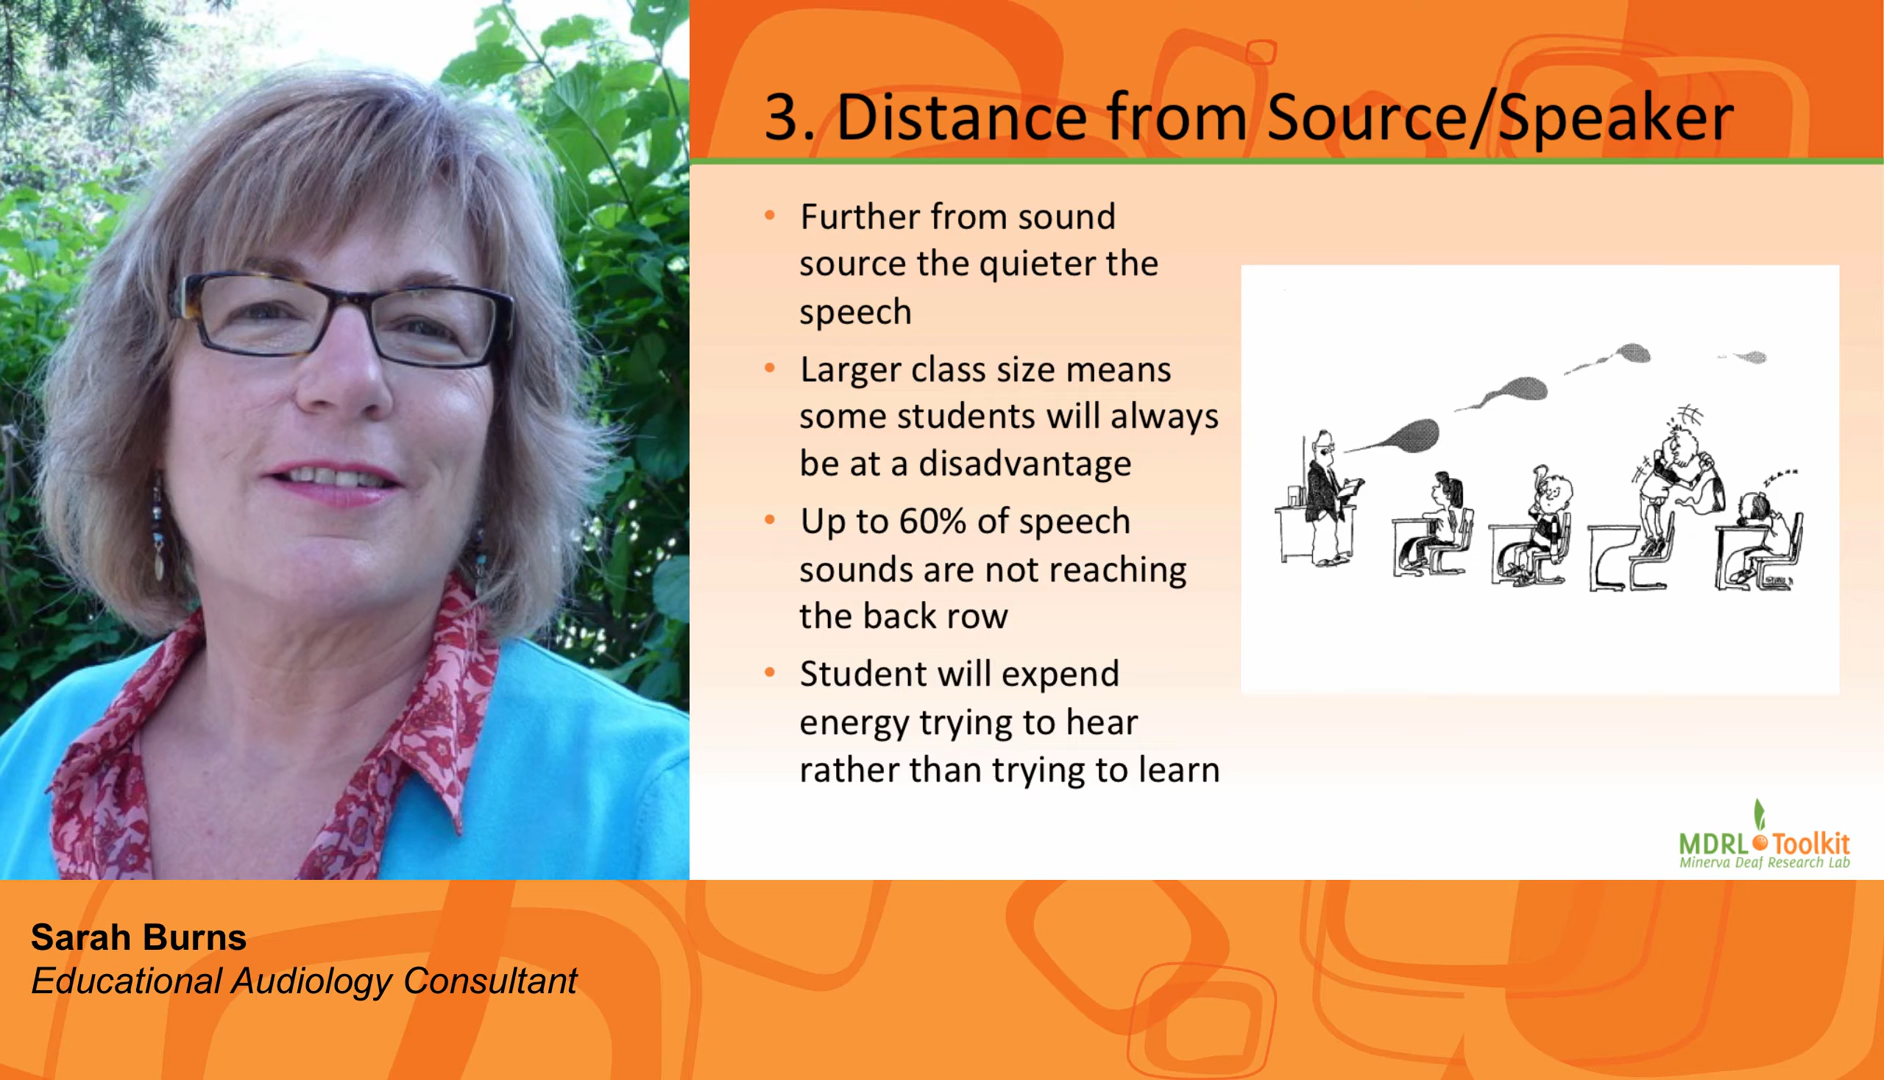 3. Distance from Source/Speaker
• Further from sound
source the quieter the
speech
• Larger class size means
some students will always
be at a disadvantage
• Up to 60% of speech
sounds are not reaching
the back row
• Student will expend
energy trying to hear
rather than trying to learn
MDRL Toolkit
Minerva Deaf Research Lab
Sarah Burns
Educational Audiology Consultant